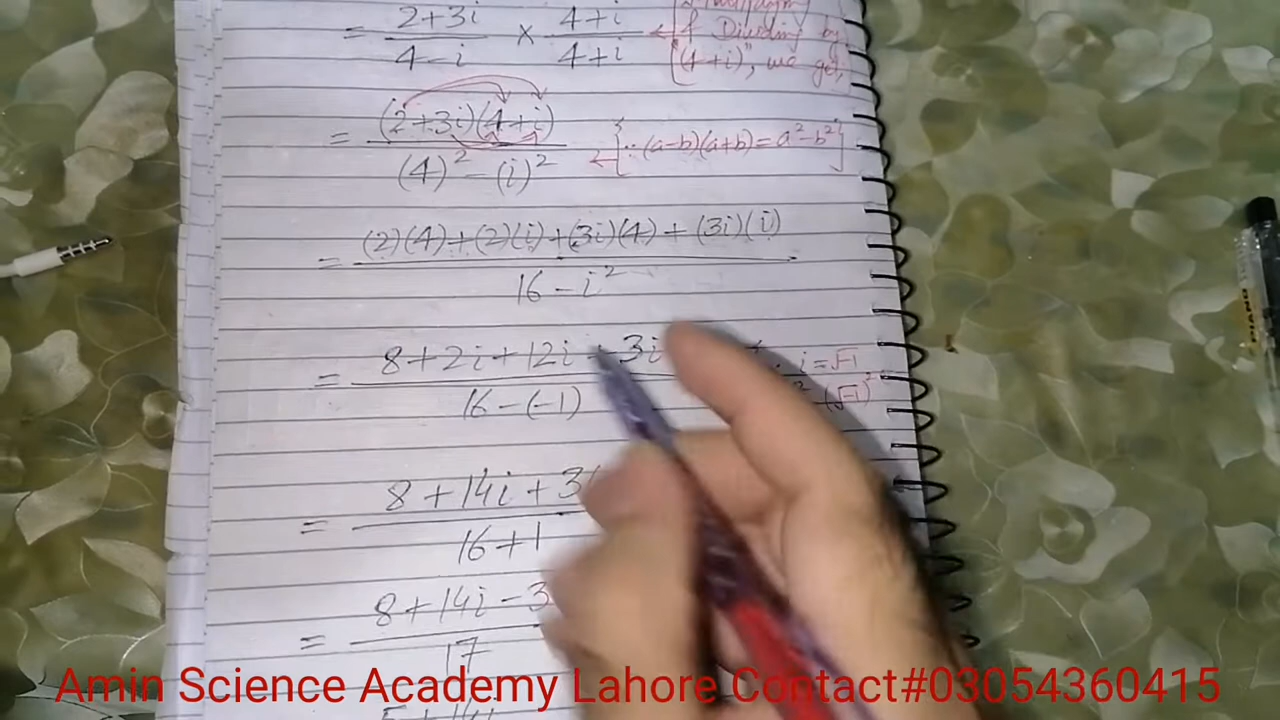 = 2+3i / 4-i × 4+i / 4+i ←
& Dividing by
"(4+i)", we get,
= (2+3i)(4+i) / (4)² - (i)² ← {∵ (a-b)(a+b) = a²-b²}
= (2)(4)+(2)(i)+(3i)(4)+(3i)(i) / 16 - i²
= 8+2i+12i 3i / 16-(-1)
i = √-1
(√-1)²
= 8+14i+3 / 16+1
= 8+14i-3 / 17
Amin Science Academy Lahore Contact#03054360415